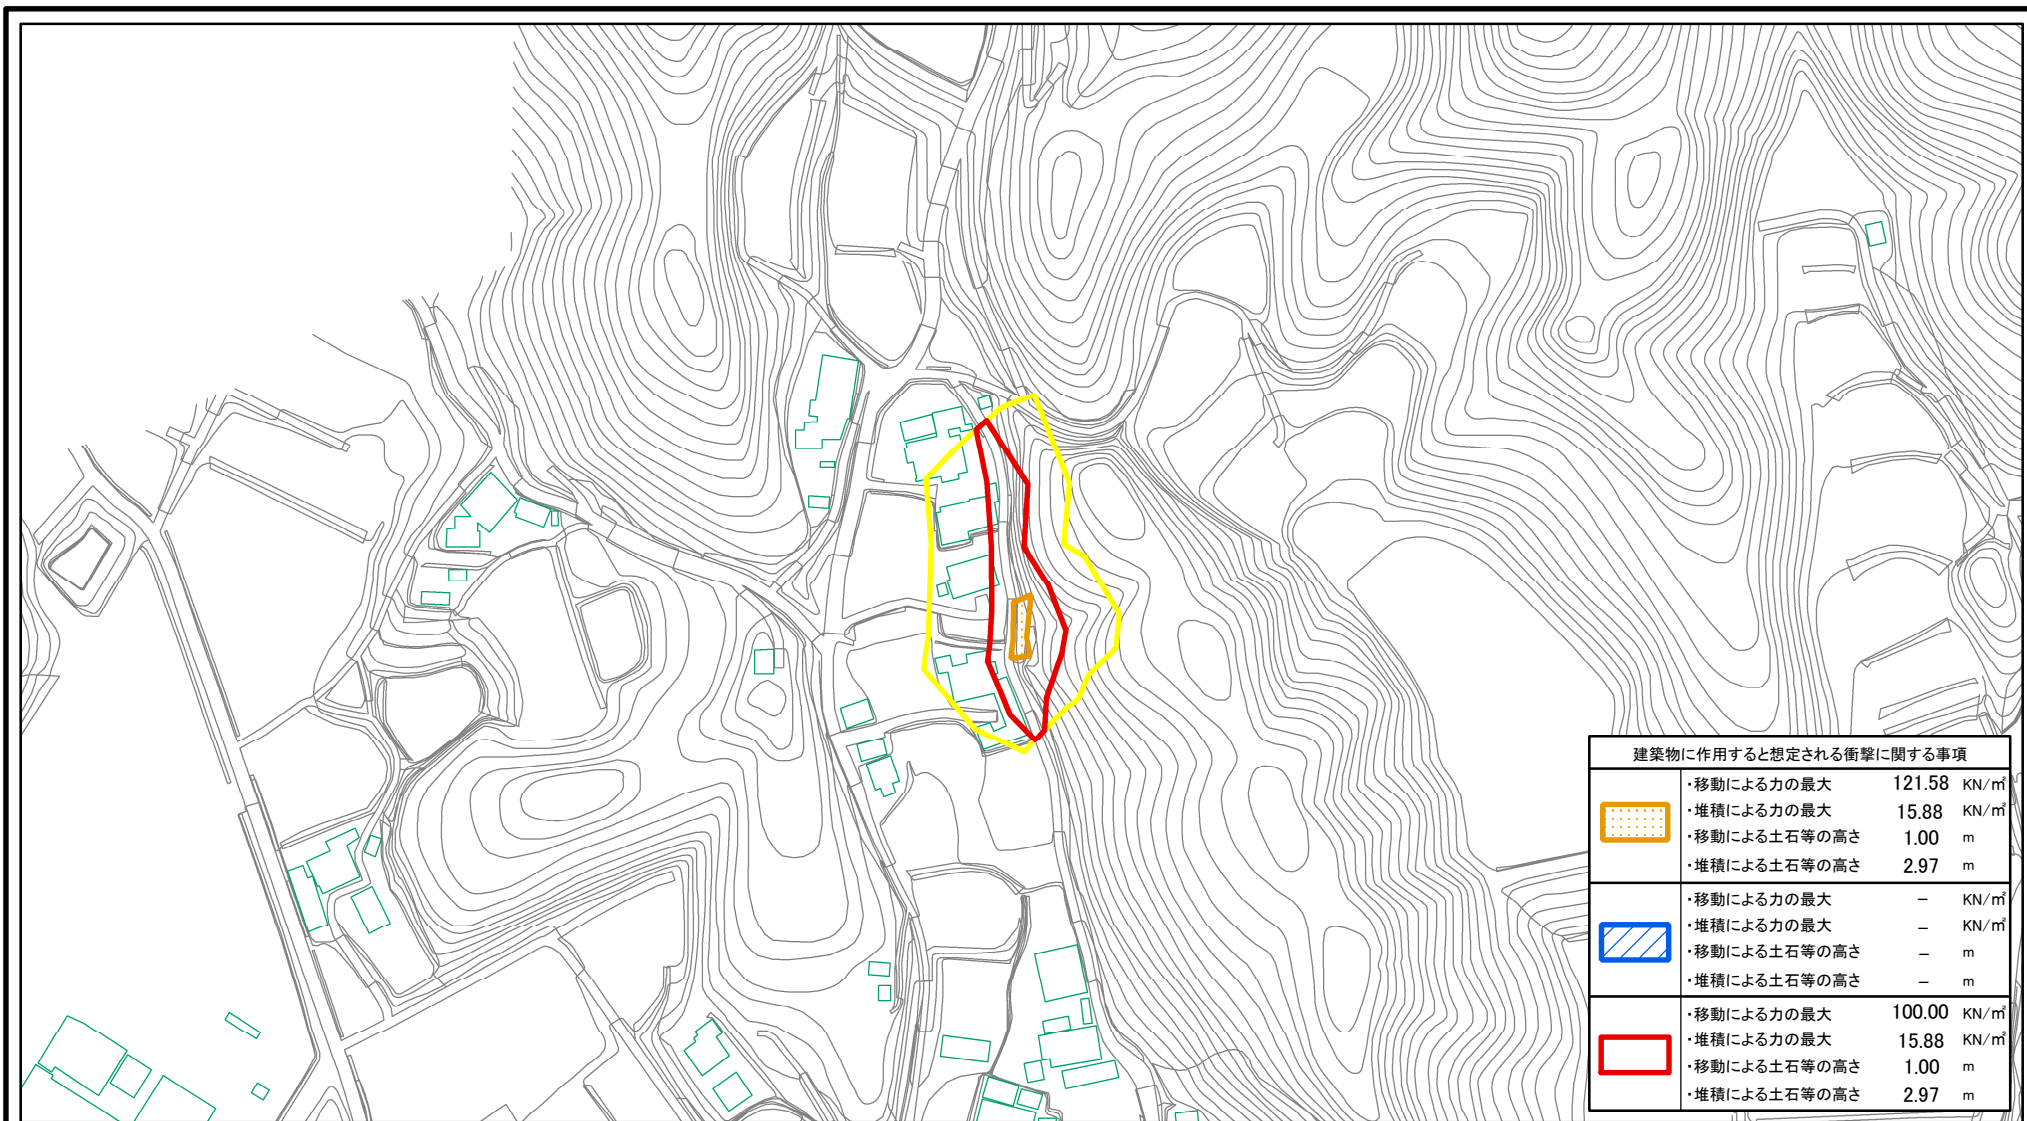 建築物に作用すると想定される衝撃に関する事項
・移動による力の最大 121.58 KN/㎡
・堆積による力の最大 15.88 KN/㎡
・移動による土石等の高さ 1.00 m
・堆積による土石等の高さ 2.97 m
・移動による力の最大 － KN/㎡
・堆積による力の最大 － KN/㎡
・移動による土石等の高さ － m
・堆積による土石等の高さ － m
・移動による力の最大 100.00 KN/㎡
・堆積による力の最大 15.88 KN/㎡
・移動による土石等の高さ 1.00 m
・堆積による土石等の高さ 2.97 m